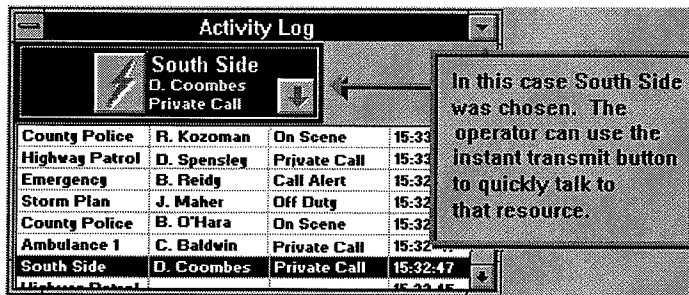 Activity Log
South Side
D. Coombes
Private Call
County Police R. Kozoman On Scene 15:33
Highway Patrol D. Spensley Private Call 15:33
Emergency B. Reidy Call Alert 15:32
Storm Plan J. Maher Off Duty 15:32
County Police B. O'Hara On Scene 15:32
Ambulance 1 C. Baldwin Private Call 15:32
South Side D. Coombes Private Call 15:32:47
In this case South Side
was chosen. The
operator can use the
instant transmit button
to quickly talk to
that resource.